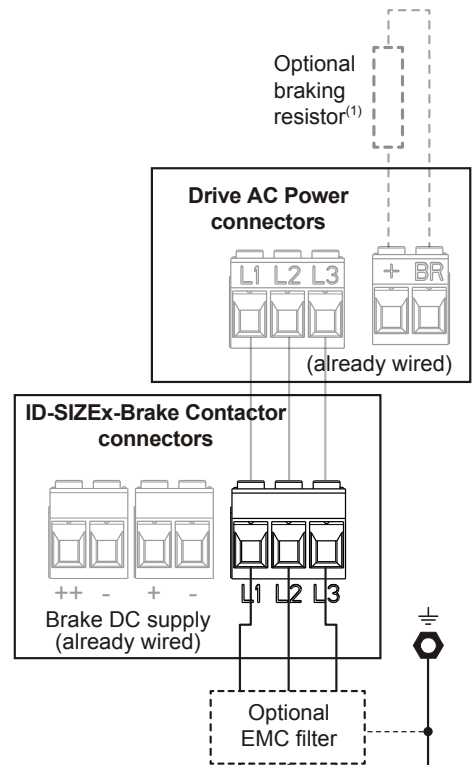 Optional
braking
resistor(1)
Drive AC Power
connectors
L1 L2 L3
+ BR
(already wired)
ID-SIZEx-Brake Contactor
connectors
++ - + -
L1 L2 L3
Brake DC supply
(already wired)
Optional
EMC filter